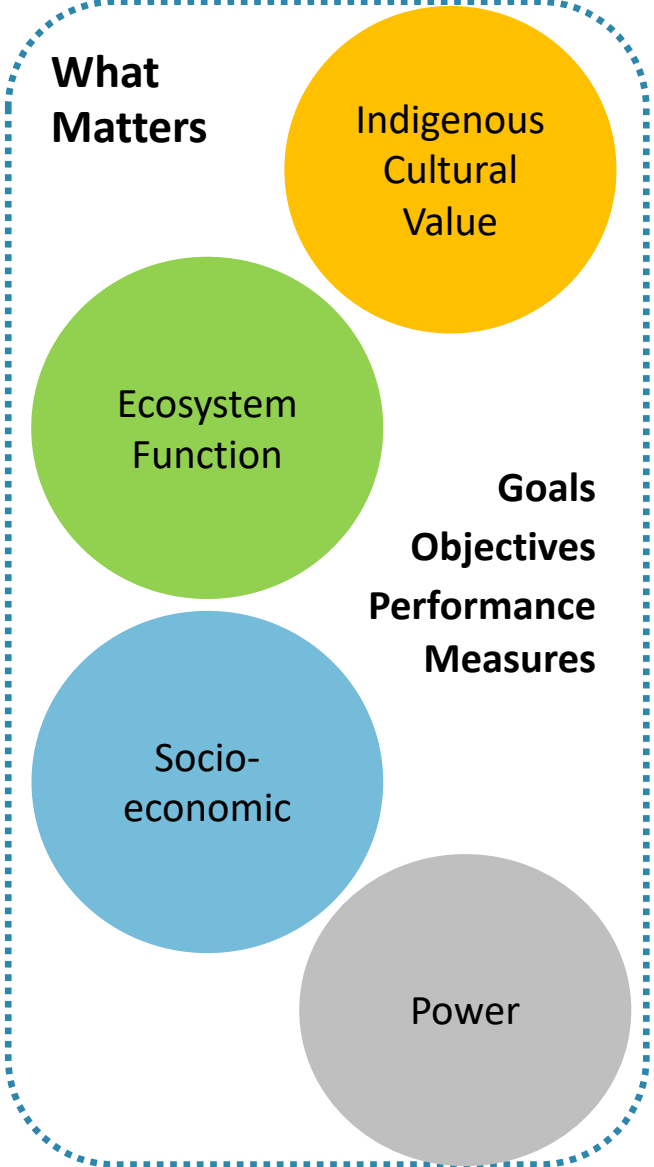 What
Matters
Indigenous
Cultural
Value
Ecosystem
Function
Goals
Objectives
Performance
Measures
Socio-
economic
Power